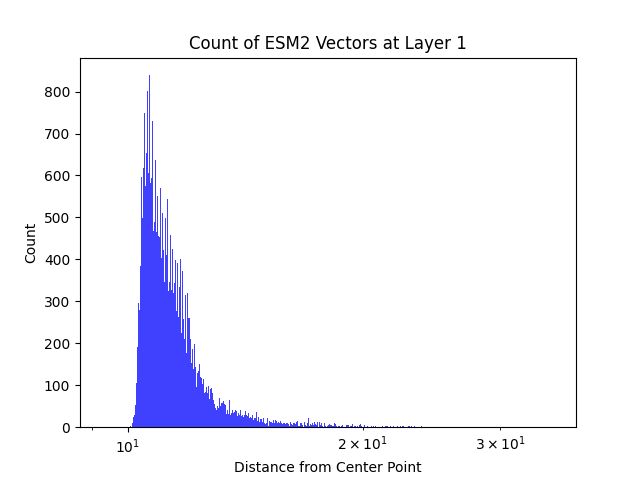 Count of ESM2 Vectors at Layer 1
800
700
600
500
400
300
200
100
0
Count
10¹
2 × 10¹
3 × 10¹
Distance from Center Point